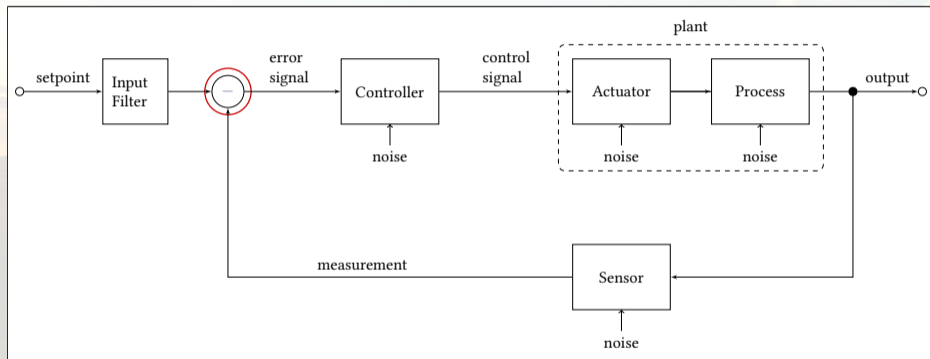 plant
setpoint
Input
Filter
−
error
signal
Controller
noise
control
signal
Actuator
noise
Process
noise
output
measurement
Sensor
noise